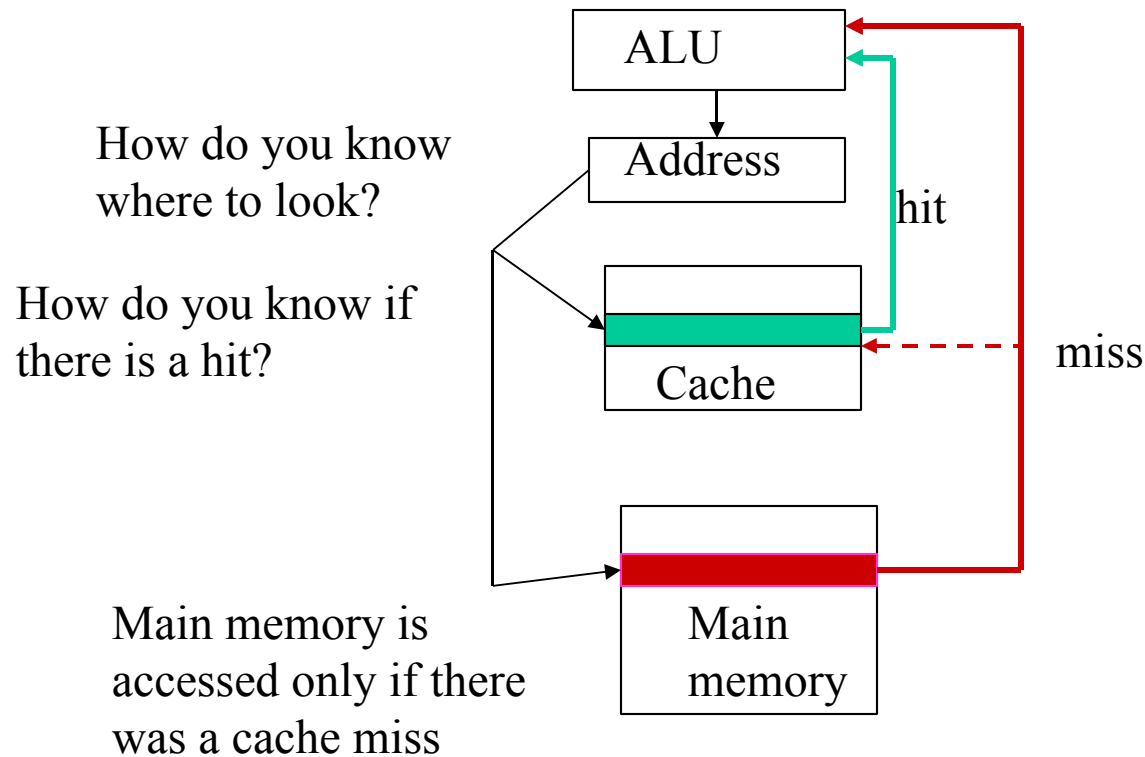 ALU
How do you know
where to look?
Address
hit
How do you know if
there is a hit?
miss
Cache
Main memory is
accessed only if there
was a cache miss
Main
memory